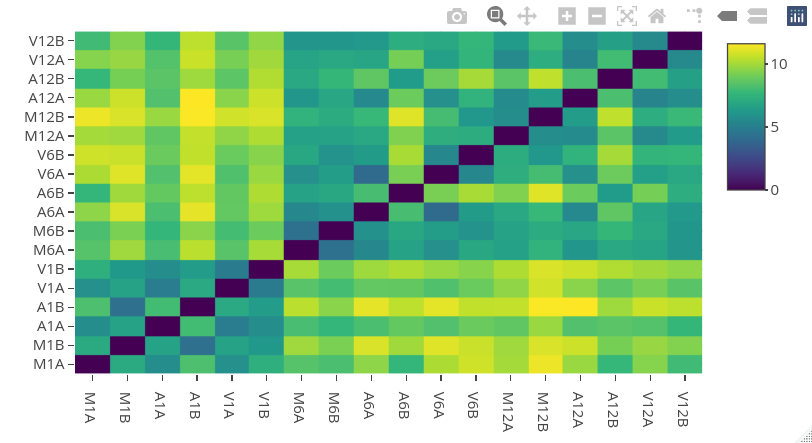 V12B
V12A
A12B
A12A
M12B
M12A
V6B
V6A
A6B
A6A
M6B
M6A
V1B
V1A
A1B
A1A
M1B
M1A
M1A
M1B
A1A
A1B
V1A
V1B
M6A
M6B
A6A
A6B
V6A
V6B
M12A
M12B
A12A
A12B
V12A
V12B
10
5
0